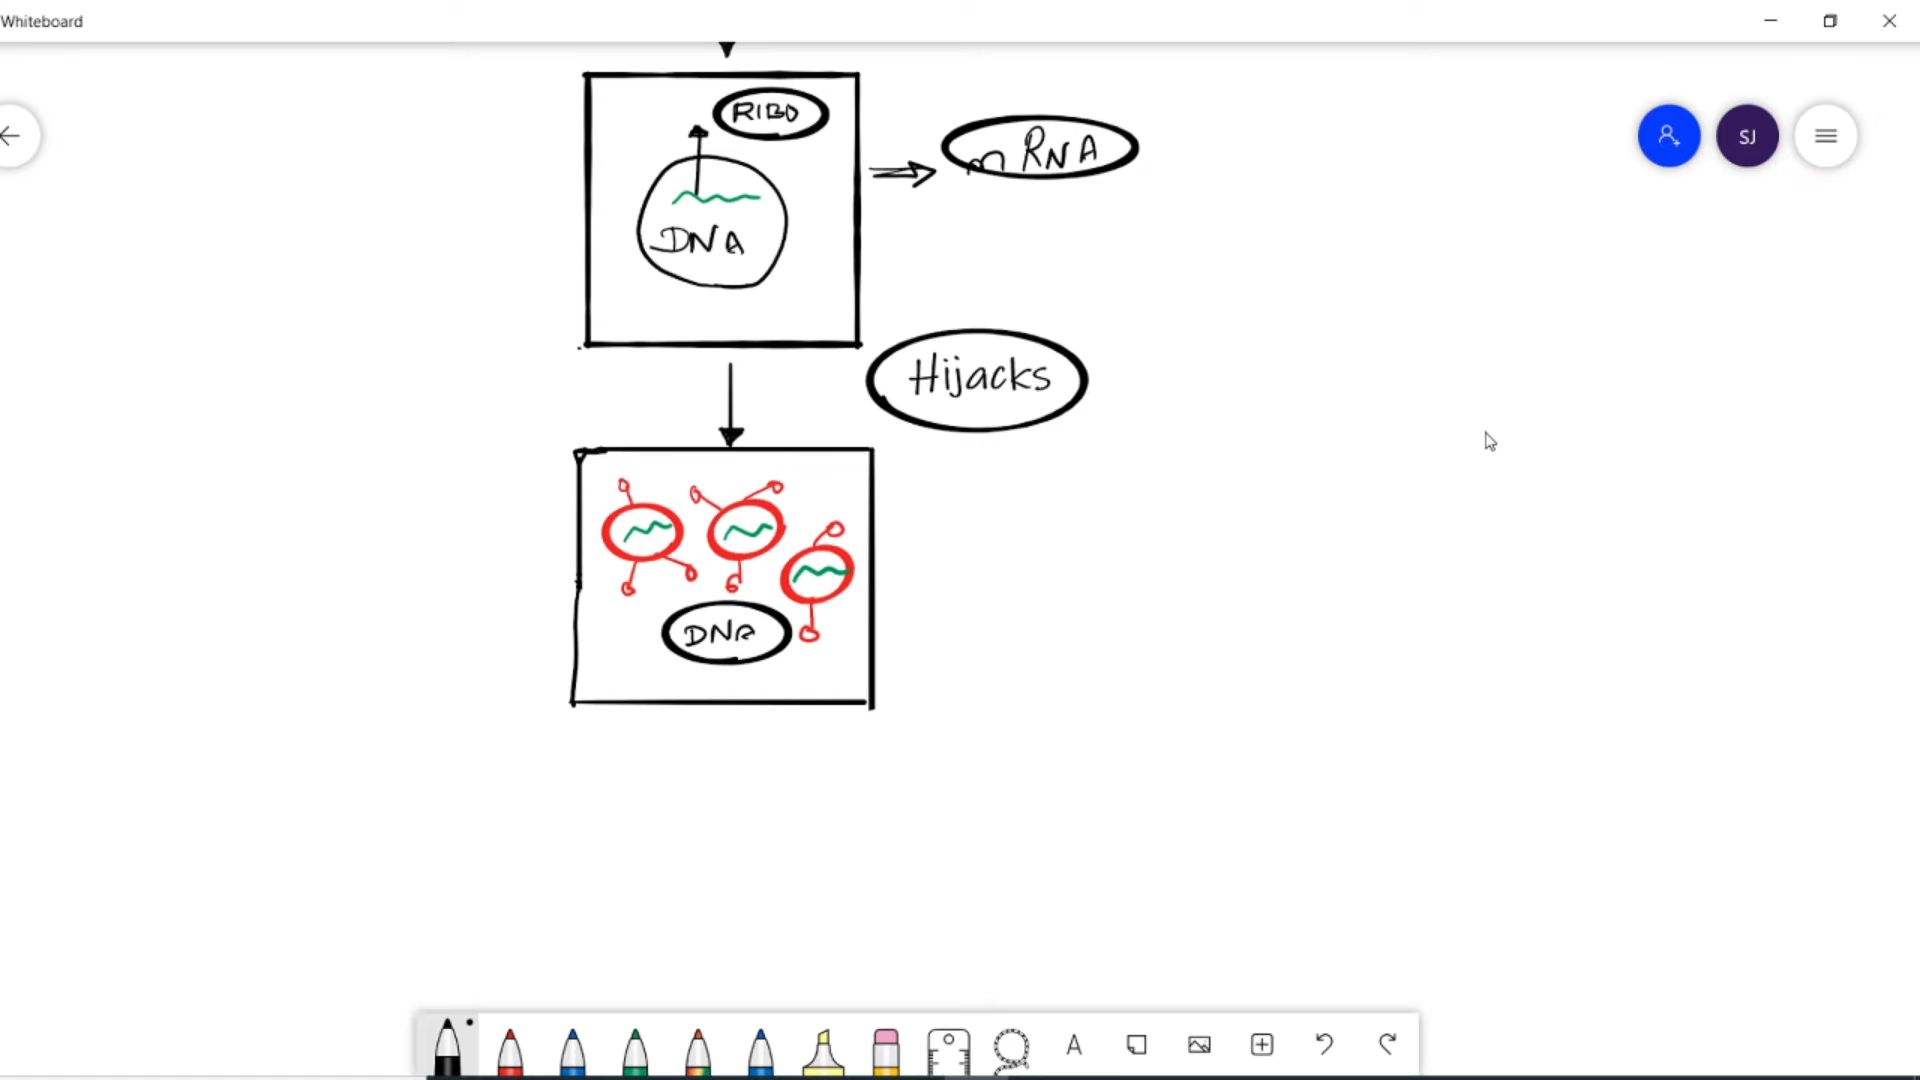 Whiteboard
RIBO
mRNA
SJ
DNA
Hijacks
DNA
A